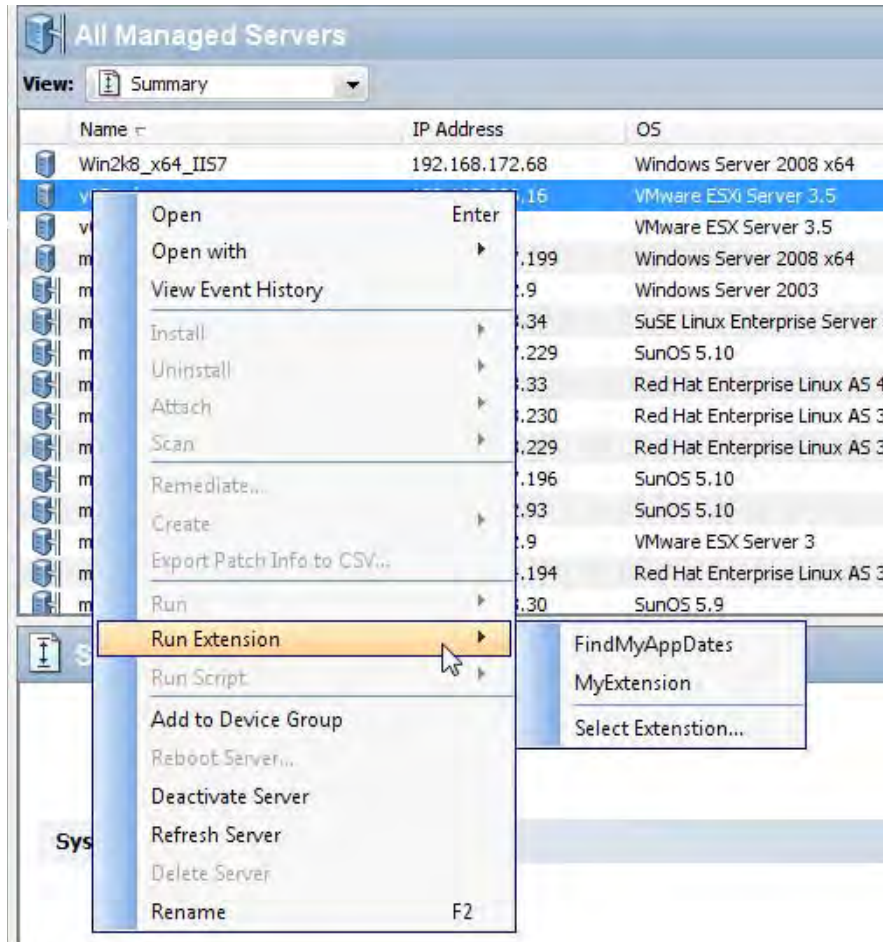 All Managed Servers
View: Summary
Name IP Address OS
Win2k8_x64_IIS7 192.168.172.68 Windows Server 2008 x64
.16 VMware ESXi Server 3.5
VMware ESX Server 3.5
m .199 Windows Server 2008 x64
m .9 Windows Server 2003
m .34 SuSE Linux Enterprise Server
m .229 SunOS 5.10
m .33 Red Hat Enterprise Linux AS 4
m .230 Red Hat Enterprise Linux AS 3
m .229 Red Hat Enterprise Linux AS 3
m .196 SunOS 5.10
m .93 SunOS 5.10
m .9 VMware ESX Server 3
m .194 Red Hat Enterprise Linux AS 3
m .30 SunOS 5.9
Open Enter
Open with
View Event History
Install
Uninstall
Attach
Scan
Remediate...
Create
Export Patch Info to CSV...
Run
Run Extension
Run Script
Add to Device Group
Reboot Server...
Deactivate Server
Refresh Server
Delete Server
Rename F2
FindMyAppDates
MyExtension
Select Extenstion...
S
Sys